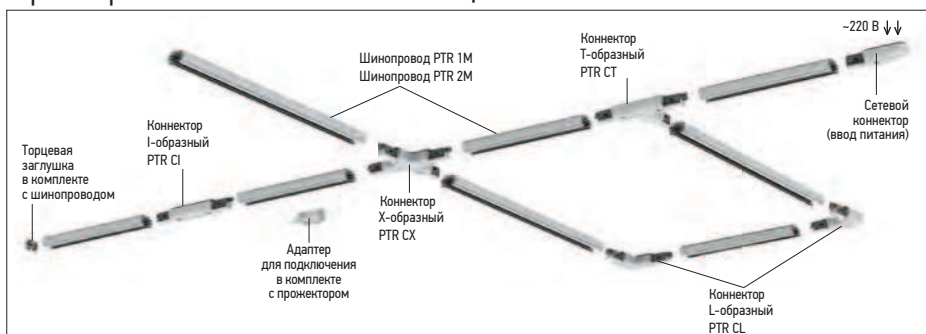 ~220 В
Коннектор
Т-образный
PTR CT
Шинопровод PTR 1M
Шинопровод PTR 2M
Сетевой
коннектор
(ввод питания)
Коннектор
I-образный
PTR CI
Торцевая
заглушка
в комплекте
с шинопроводом
Коннектор
X-образный
PTR CX
Адаптер
для подключения
в комплекте
с прожектором
Коннектор
L-образный
PTR CL